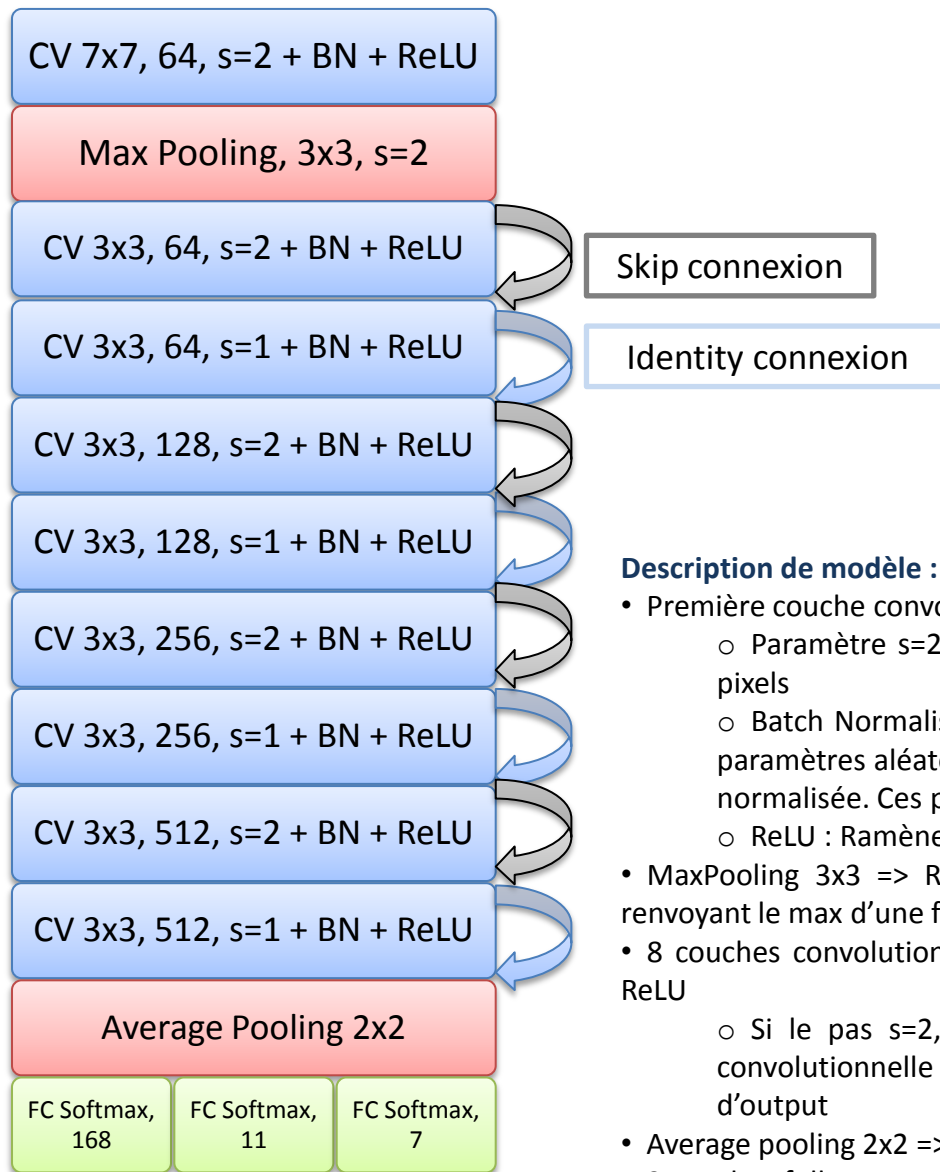 CV 7x7, 64, s=2 + BN + ReLU
Max Pooling, 3x3, s=2
CV 3x3, 64, s=2 + BN + ReLU
Skip connexion
CV 3x3, 64, s=1 + BN + ReLU
Identity connexion
CV 3x3, 128, s=2 + BN + ReLU
CV 3x3, 128, s=1 + BN + ReLU
CV 3x3, 256, s=2 + BN + ReLU
CV 3x3, 256, s=1 + BN + ReLU
CV 3x3, 512, s=2 + BN + ReLU
CV 3x3, 512, s=1 + BN + ReLU
Average Pooling 2x2
FC Softmax,
168
FC Softmax,
11
FC Softmax,
7
Description de modèle :
• Première couche
o Paramètre s=2
pixels
o Batch
paramètres
normalisée. Ces
o ReLU : Ramène
• MaxPooling 3x3 =>
renvoyant le max d'une
• 8 couches
ReLU
o Si le pas s=2,
convolutionnelle
d'output
• Average pooling 2x2 =>